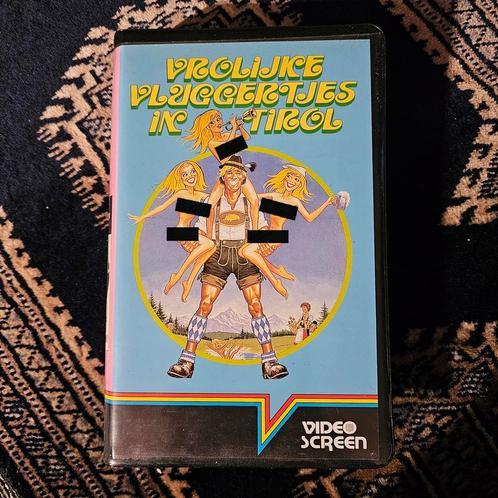 VROLIJKE
VLUGGERTJES
IN TIROL
VIDEO
SCREEN